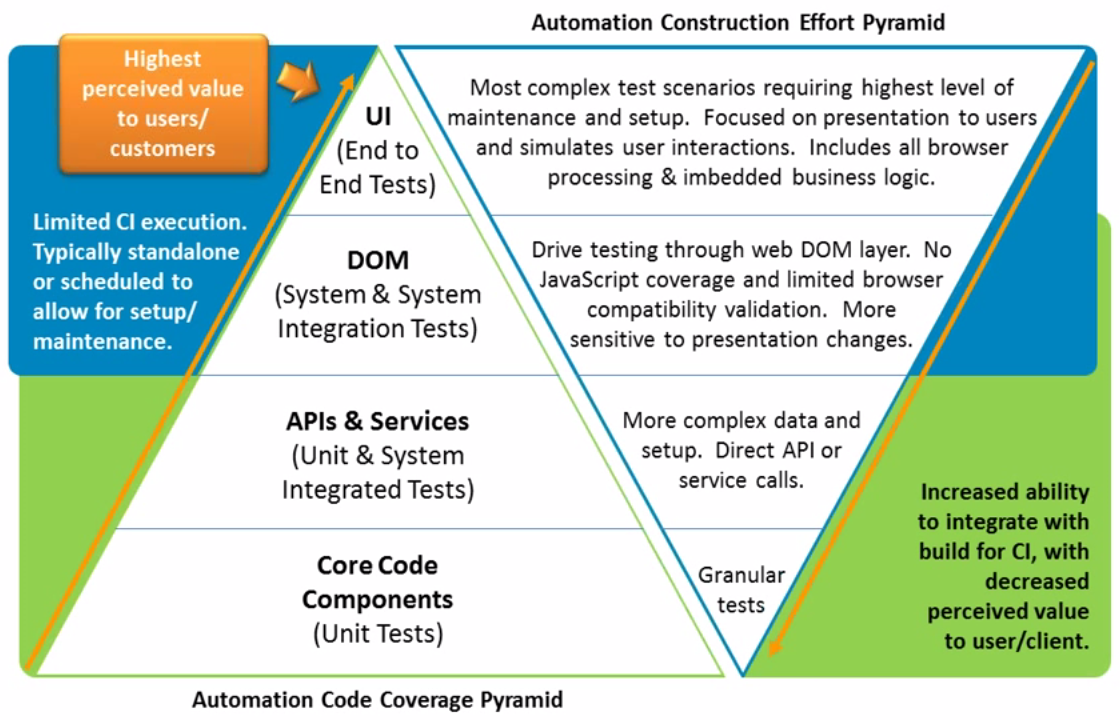 Automation Construction Effort Pyramid
Highest
perceived value
to users/
customers
Limited CI execution.
Typically standalone
or scheduled to
allow for setup/
maintenance.
UI
(End to
End Tests)
Most complex test scenarios requiring highest level of
maintenance and setup.  Focused on presentation to users
and simulates user interactions.  Includes all browser
processing & imbedded business logic.
DOM
(System & System
Integration Tests)
Drive testing through web DOM layer.  No
JavaScript coverage and limited browser
compatibility validation.  More
sensitive to presentation changes.
APIs & Services
(Unit & System
Integrated Tests)
More complex data and
setup.  Direct API or
service calls.
Core Code
Components
(Unit Tests)
Granular
tests
Increased ability
to integrate with
build for CI, with
decreased
perceived value
to user/client.
Automation Code Coverage Pyramid